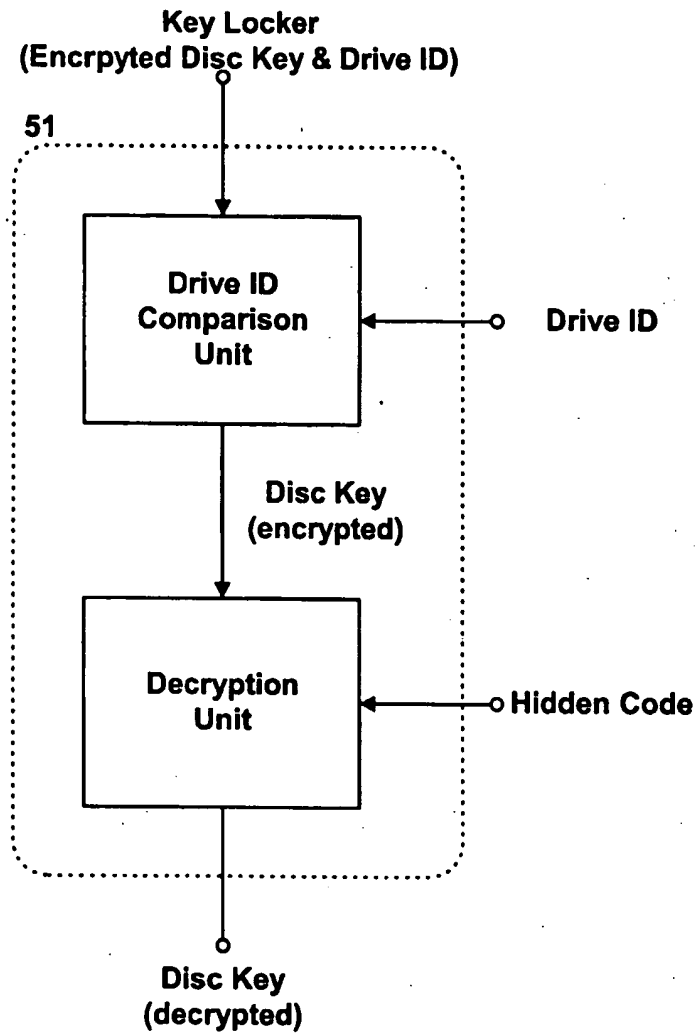 Key Locker
(Encrpyted Disc Key & Drive ID)
51
Drive ID
Comparison
Unit
Drive ID
Disc Key
(encrypted)
Decryption
Unit
Hidden Code
Disc Key
(decrypted)